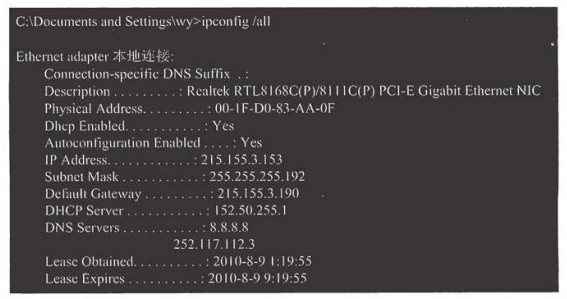 C:\Documents and Settings\wy>ipconfig /all
Ethernet adapter 本地连接:
Connection-specific DNS Suffix . :
Description . . . . . . . . : Realtek RTL8168C(P)/8111C(P) PCI-E Gigabit Ethernet NIC
Physical Address. . . . . . . . : 00-1F-D0-83-AA-0F
Dhcp Enabled. . . . . . . . . . . : Yes
Autoconfiguration Enabled . . . . : Yes
IP Address. . . . . . . . . . . : 215.155.3.153
Subnet Mask . . . . . . . . . . . : 255.255.255.192
Default Gateway . . . . . . . . . : 215.155.3.190
DHCP Server . . . . . . . . . . . : 152.50.255.1
DNS Servers . . . . . . . . . . . : 8.8.8.8
252.117.112.3
Lease Obtained. . . . . . . . . . : 2010-8-9 1:19:55
Lease Expires . . . . . . . . . . : 2010-8-9 9:19:55